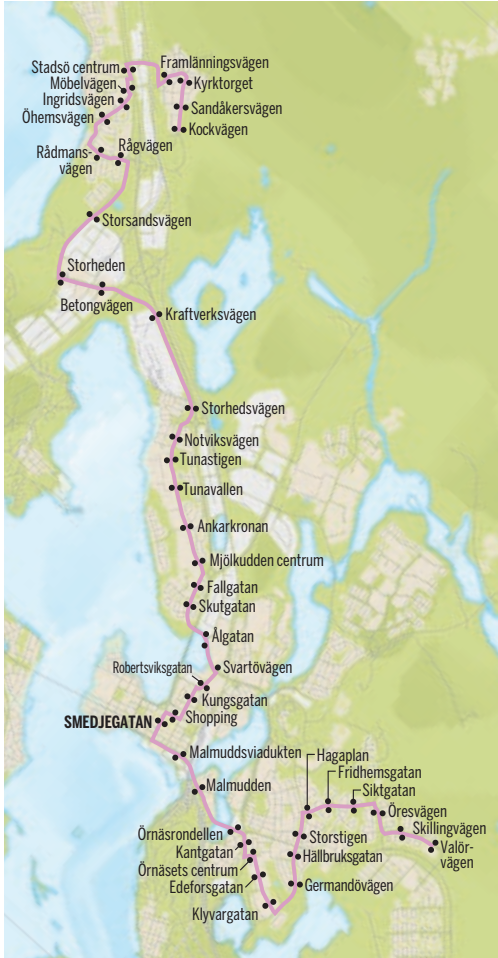 Framlänningsvägen
Stadsö centrum
Möbelvägen
Kyrktorget
Ingridsvägen
Sandåkersvägen
Öhemsvägen
Kockvägen
Rågvägen
Rådmans-
vägen
Storsandsvägen
Storheden
Betongvägen
Kraftverksvägen
Storhedsvägen
Notviksvägen
Tunastigen
Tunavallen
Ankarkronan
Mjölkudden centrum
Fallgatan
Skutgatan
Ålgatan
Svartövägen
Robertsviksgatan
Kungsgatan
Shopping
SMEDJEGATAN
Malmuddsviadukten
Hagaplan
Fridhemsgatan
Malmudden
Siktgatan
Öresvägen
Skillingvägen
Örnäsrondellen
Storstigen
Valör-
vägen
Kantgatan
Hällbruksgatan
Örnäsets centrum
Edeforsgatan
Germandövägen
Klyvargatan